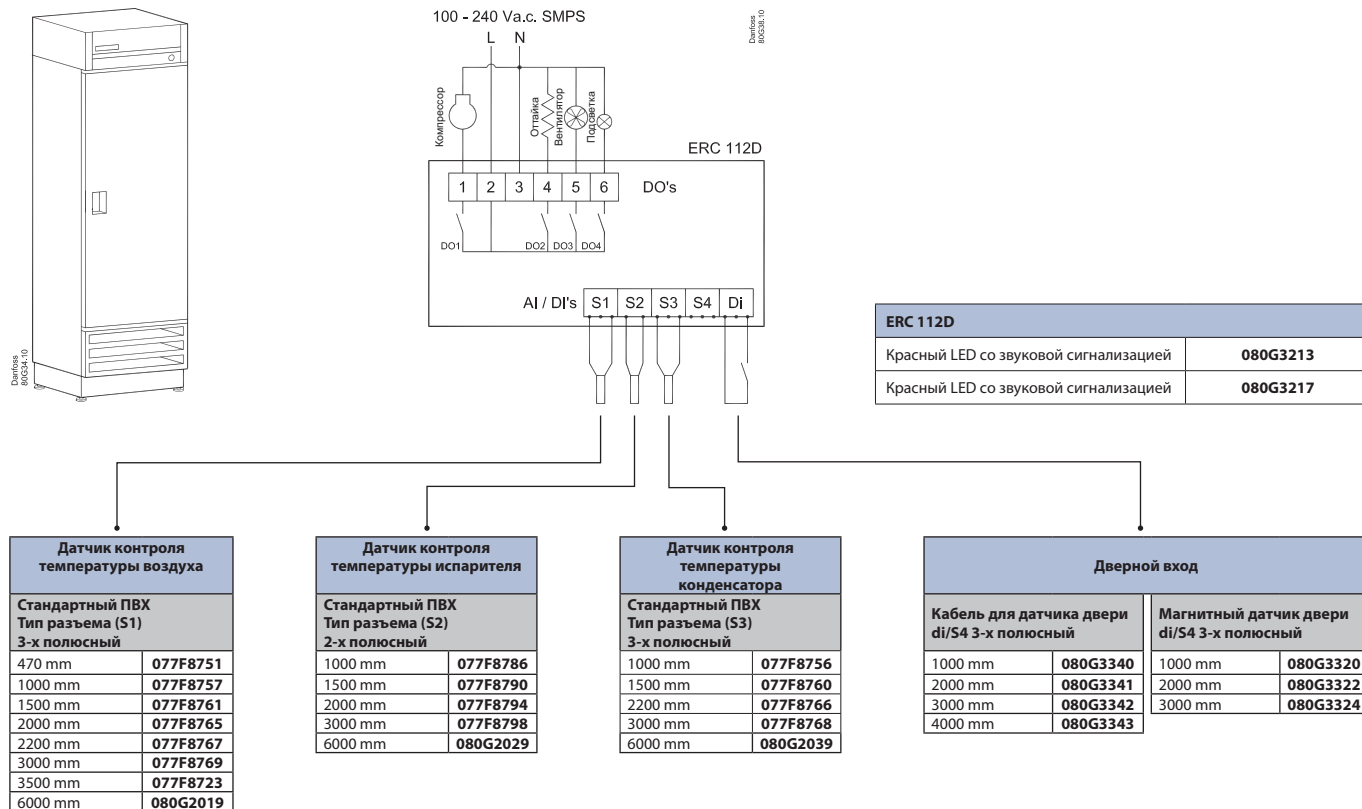 100 - 240 Va.c. SMPS
L N
Danfoss
80G38.10
Компрессор
Оттайка
Вентилятор
Подсветка
ERC 112D
1 2 3 4 5 6 DO's
DO1 DO2 DO3 DO4
AI / DI's S1 S2 S3 S4 Di
Danfoss
80G34.10
ERC 112D
Красный LED со звуковой сигнализацией 080G3213
Красный LED со звуковой сигнализацией 080G3217
Датчик контроля
температуры воздуха
Стандартный ПВХ
Тип разъема (S1)
3-х полюсный
470 mm 077F8751
1000 mm 077F8757
1500 mm 077F8761
2000 mm 077F8765
2200 mm 077F8767
3000 mm 077F8769
3500 mm 077F8723
6000 mm 080G2019
Датчик контроля
температуры испарителя
Стандартный ПВХ
Тип разъема (S2)
2-х полюсный
1000 mm 077F8786
1500 mm 077F8790
2000 mm 077F8794
3000 mm 077F8798
6000 mm 080G2029
Датчик контроля
температуры
конденсатора
Стандартный ПВХ
Тип разъема (S3)
3-х полюсный
1000 mm 077F8756
1500 mm 077F8760
2200 mm 077F8766
3000 mm 077F8768
6000 mm 080G2039
Дверной вход
Кабель для датчика двери
di/S4 3-х полюсный
1000 mm 080G3340
2000 mm 080G3341
3000 mm 080G3342
4000 mm 080G3343
Магнитный датчик двери
di/S4 3-х полюсный
1000 mm 080G3320
2000 mm 080G3322
3000 mm 080G3324